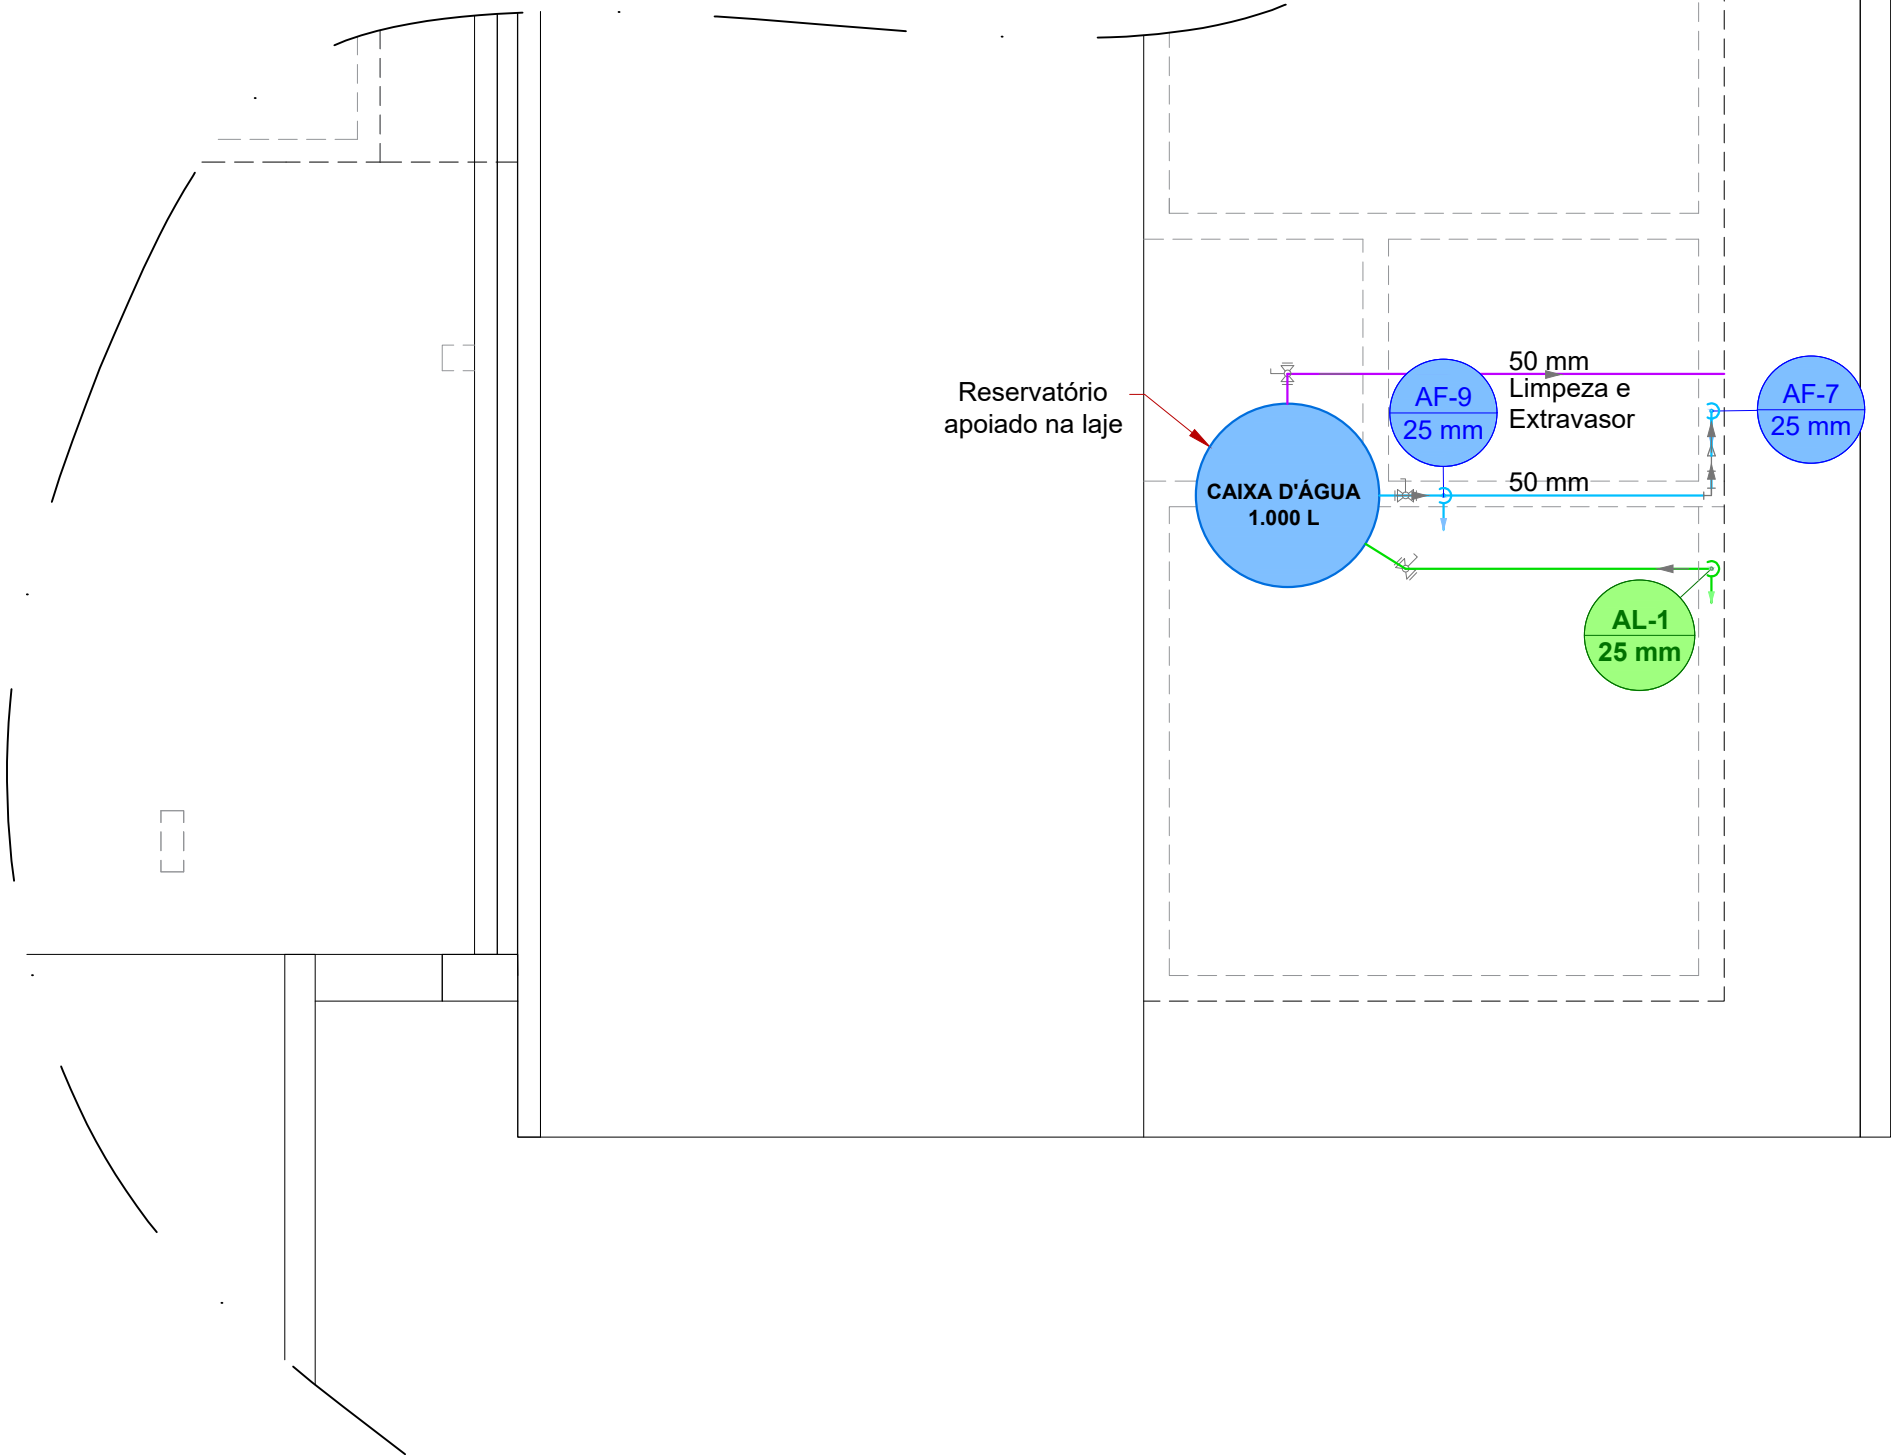 50 mm
Limpeza e
Extravasor
Reservatório
apoiado na laje
AF-9
25 mm
AF-7
25 mm
50 mm
CAIXA D'ÁGUA
1.000 L
AL-1
25 mm